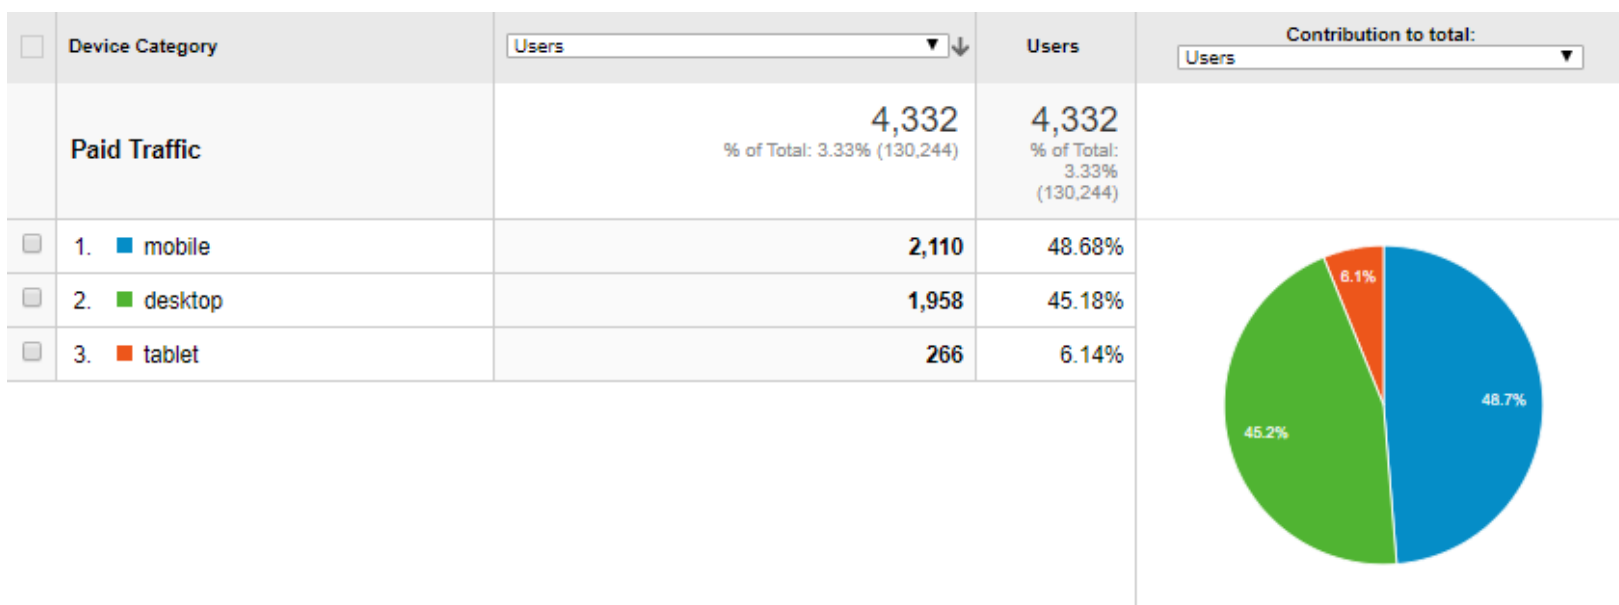 Device Category
Users
Users
Contribution to total:
Users
Paid Traffic
4,332
% of Total: 3.33% (130,244)
4,332
% of Total:
3.33%
(130,244)
1. mobile 2,110 48.68%
2. desktop 1,958 45.18%
3. tablet 266 6.14%
6.1%
48.7%
45.2%